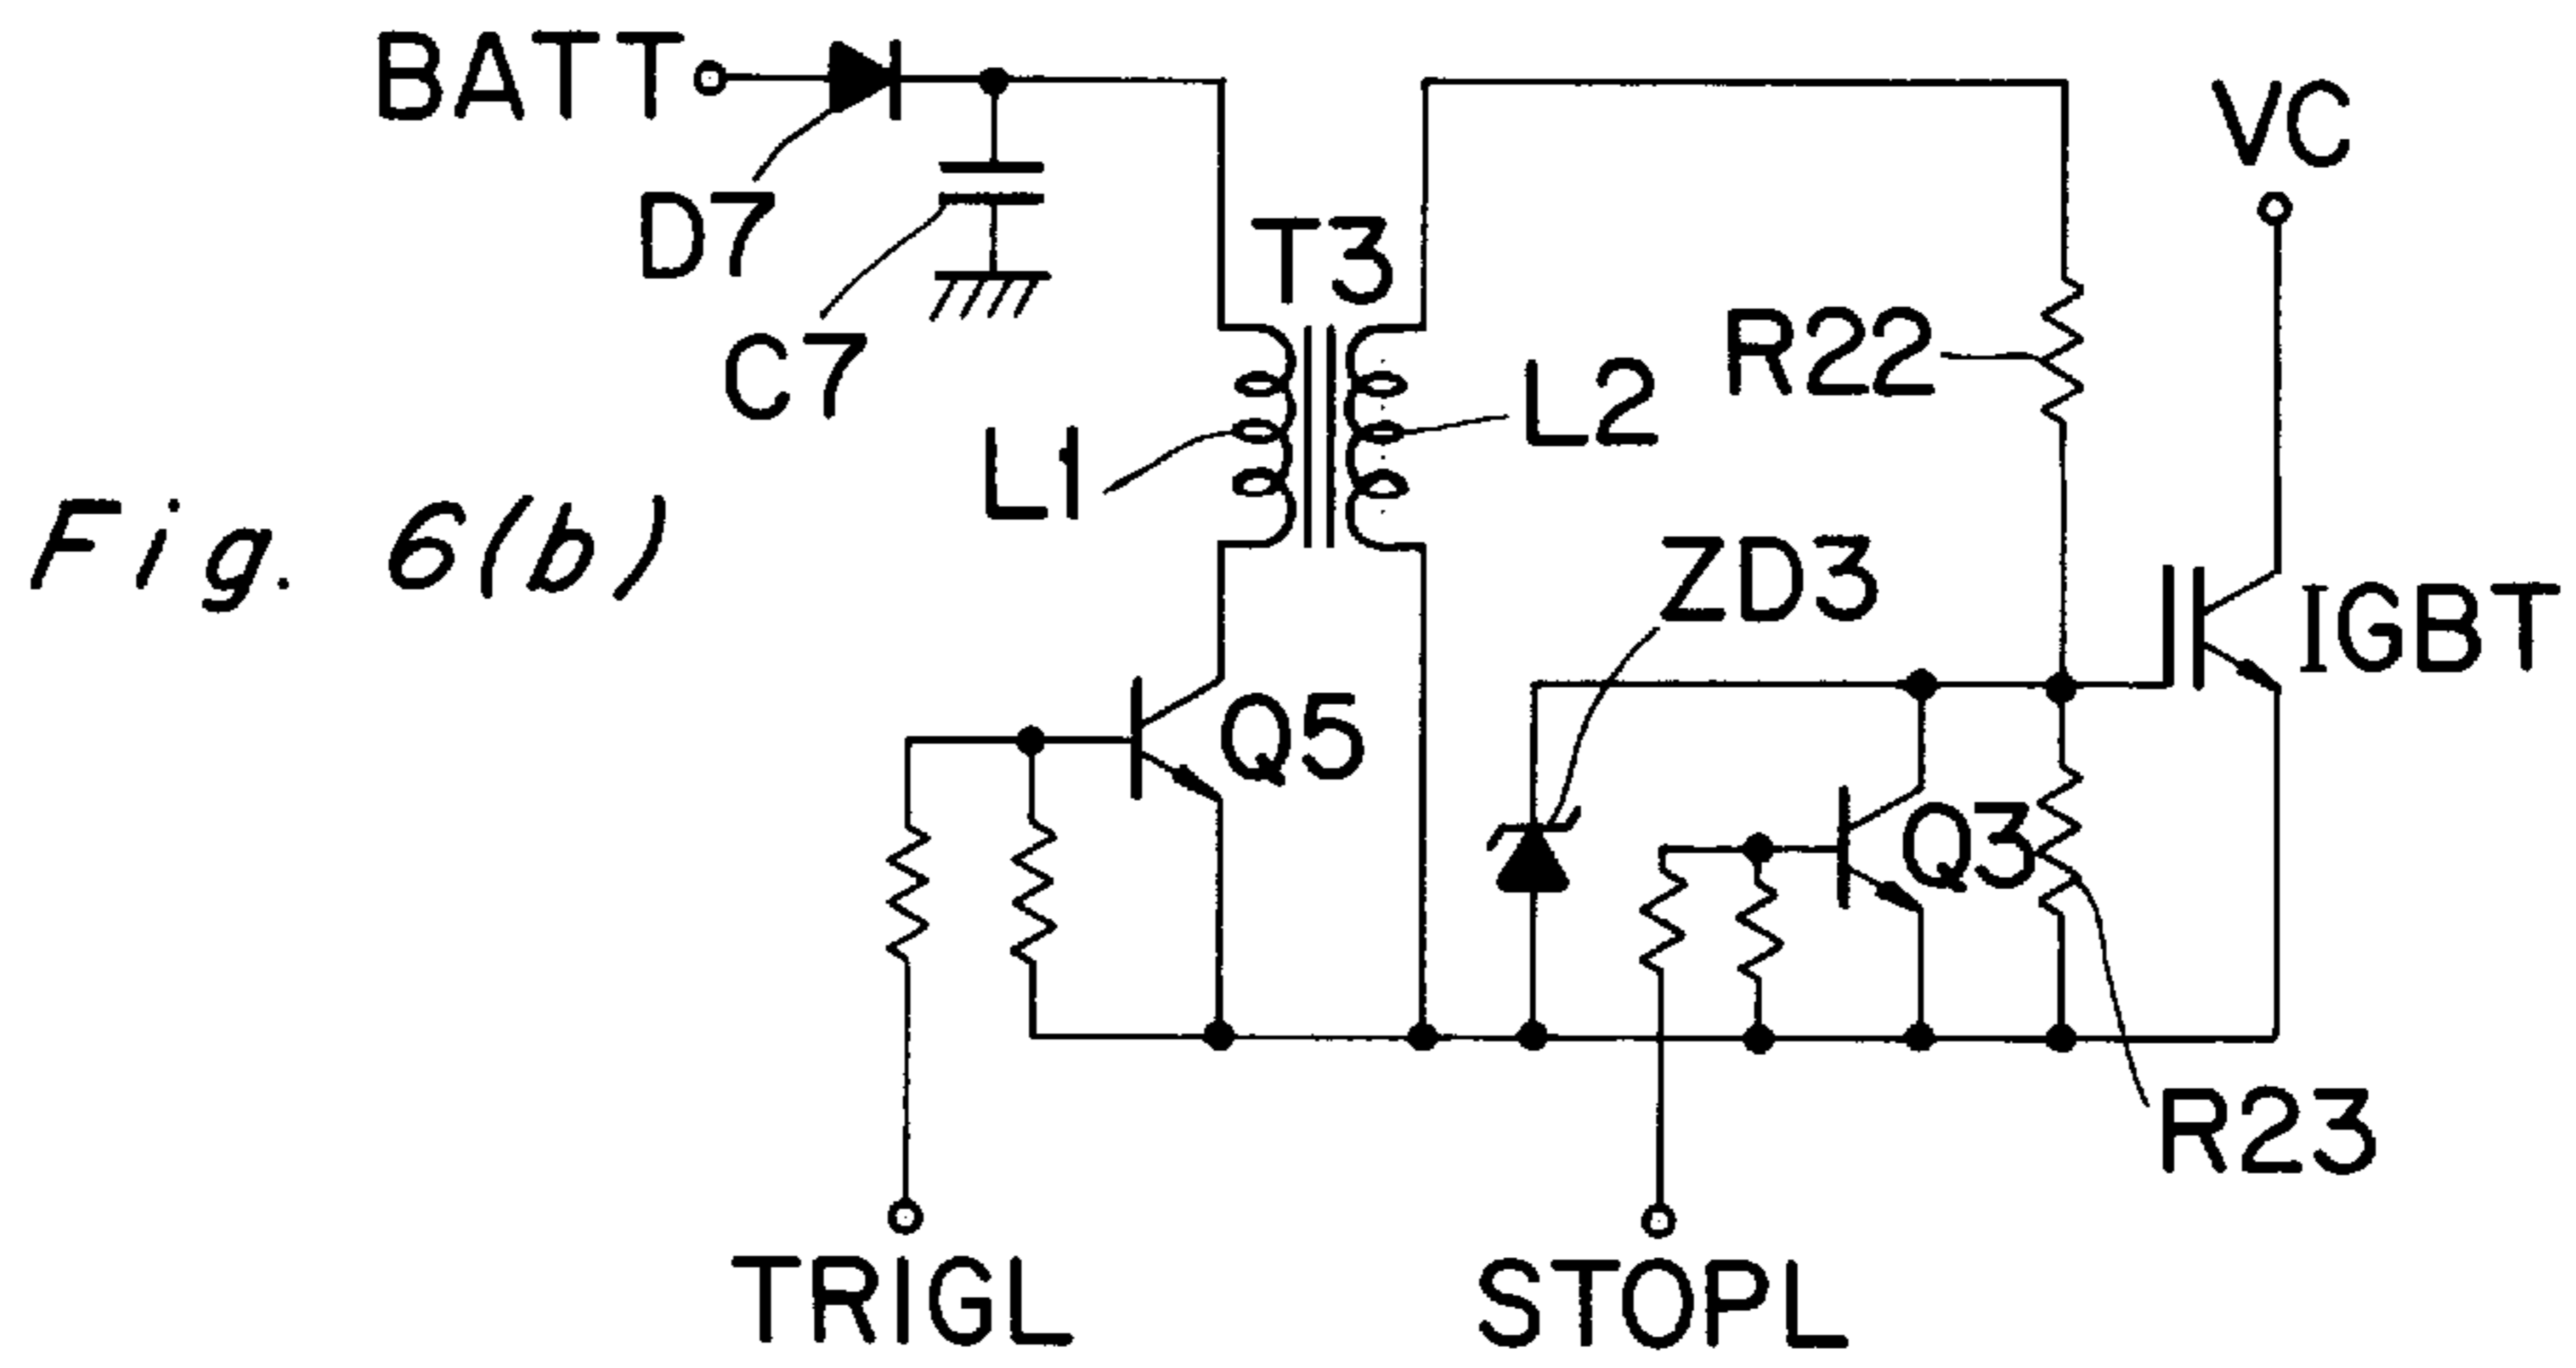 BATT
VC
D7
T3
C7
R22
L1
L2
Fig. 6(b)
ZD3
IGBT
Q5
Q3
R23
TRIGL
STOPL